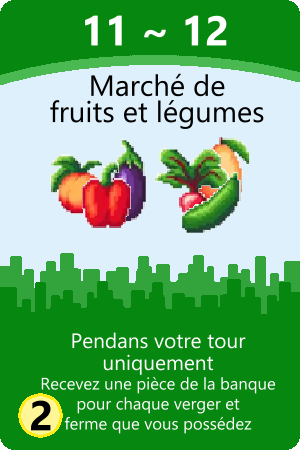 11 ~ 12
Marché de
fruits et légumes
Pendans votre tour
uniquement
Recevez une pièce de la banque
pour chaque verger et
ferme que vous possédez
2